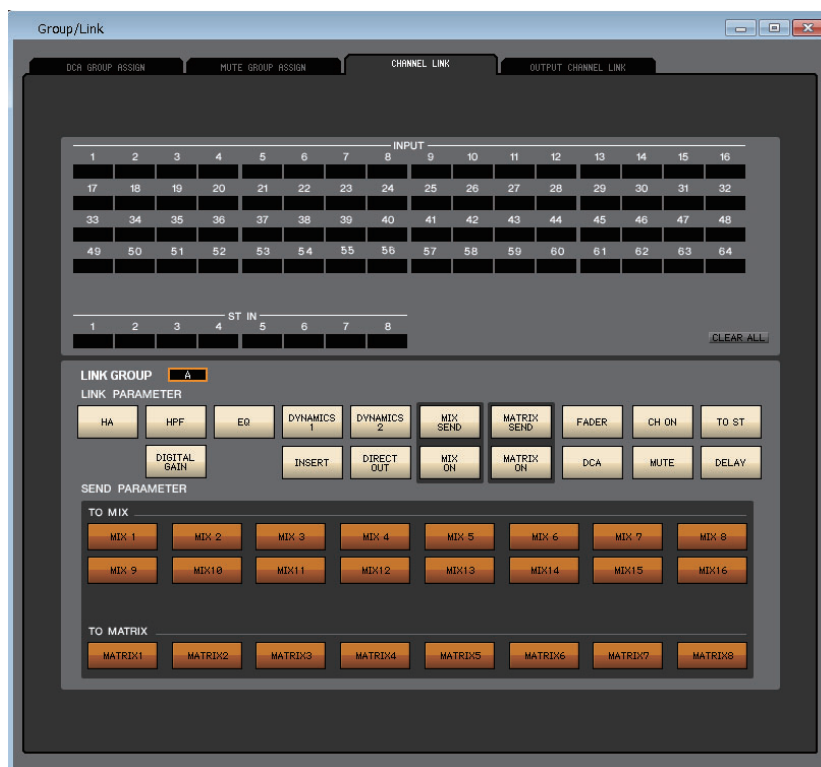 Group/Link
DCA GROUP ASSIGN MUTE GROUP ASSIGN CHANNEL LINK OUTPUT CHANNEL LINK
INPUT
1 2 3 4 5 6 7 8 9 10 11 12 13 14 15 16
17 18 19 20 21 22 23 24 25 26 27 28 29 30 31 32
33 34 35 36 37 38 39 40 41 42 43 44 45 46 47 48
49 50 51 52 53 54 55 56 57 58 59 60 61 62 63 64
ST IN
1 2 3 4 5 6 7 8
CLEAR ALL
LINK GROUP A
LINK PARAMETER
HA HPF EQ DYNAMICS 1 DYNAMICS 2 MIX SEND MATRIX SEND FADER CH ON TO ST
DIGITAL GAIN INSERT DIRECT OUT MIX ON MATRIX ON DCA MUTE DELAY
SEND PARAMETER
TO MIX
MIX 1 MIX 2 MIX 3 MIX 4 MIX 5 MIX 6 MIX 7 MIX 8
MIX 9 MIX10 MIX11 MIX12 MIX13 MIX14 MIX15 MIX16
TO MATRIX
MATRIX1 MATRIX2 MATRIX3 MATRIX4 MATRIX5 MATRIX6 MATRIX7 MATRIX8